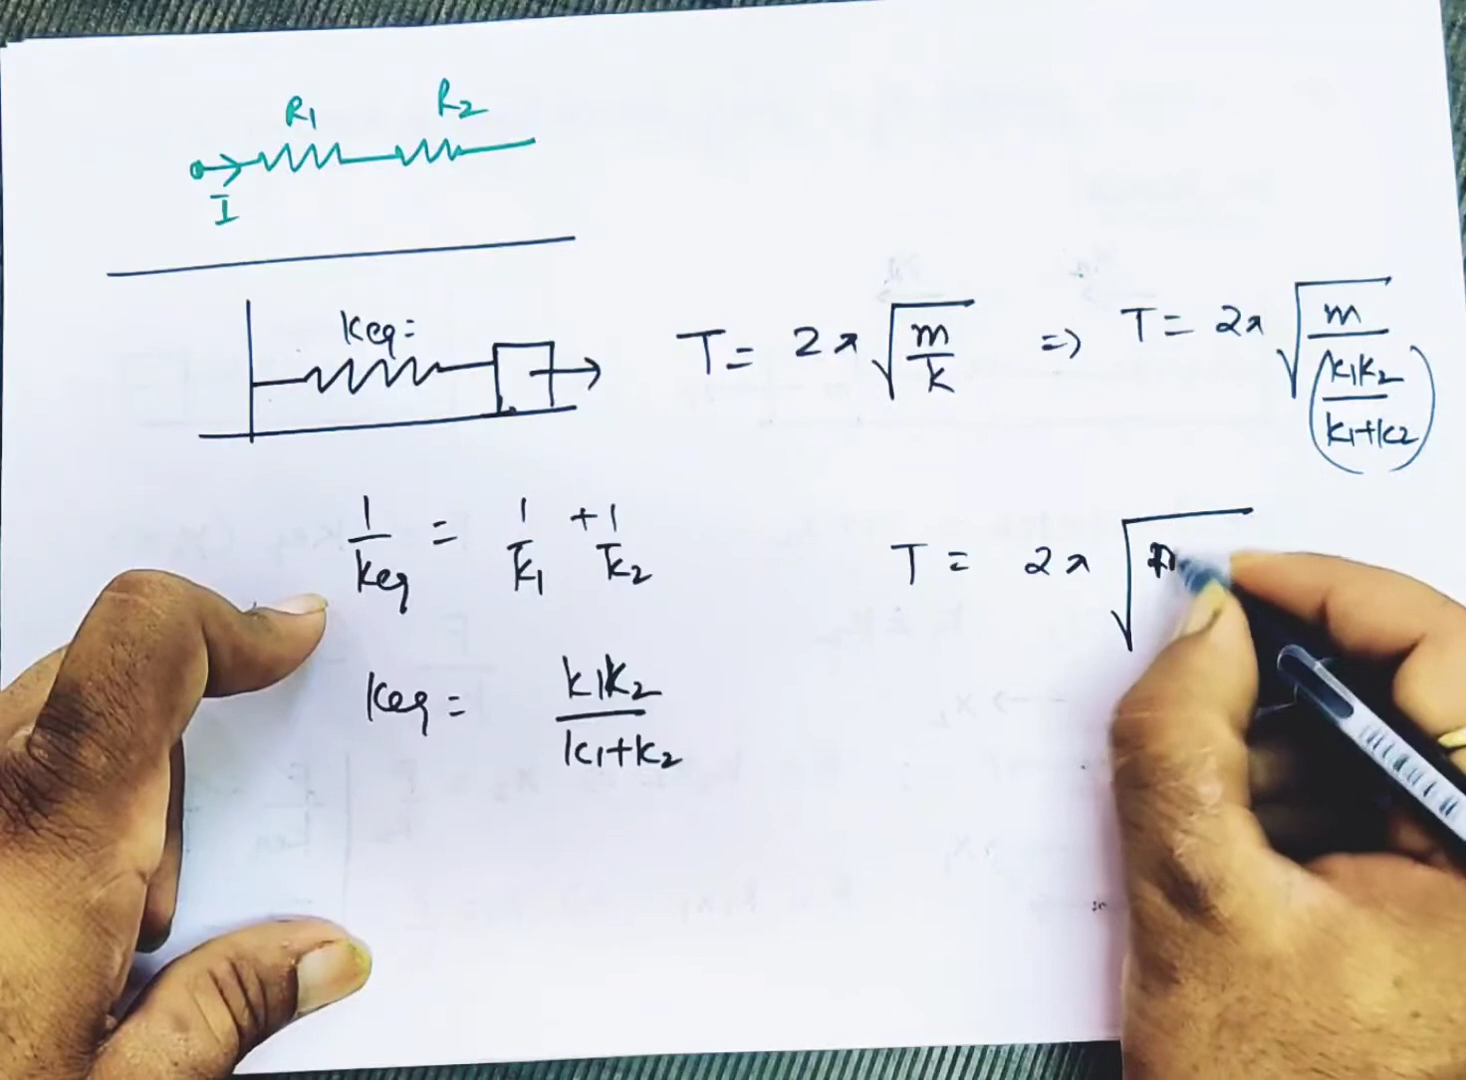 R₁ R₂
I
keq =
T = 2π √(m/k) ⇒ T = 2π √(m/(k₁k₂/(k₁+k₂)))
1/keq = 1/k₁ + 1/k₂
T = 2π √m
keq = k₁k₂/(k₁+k₂)